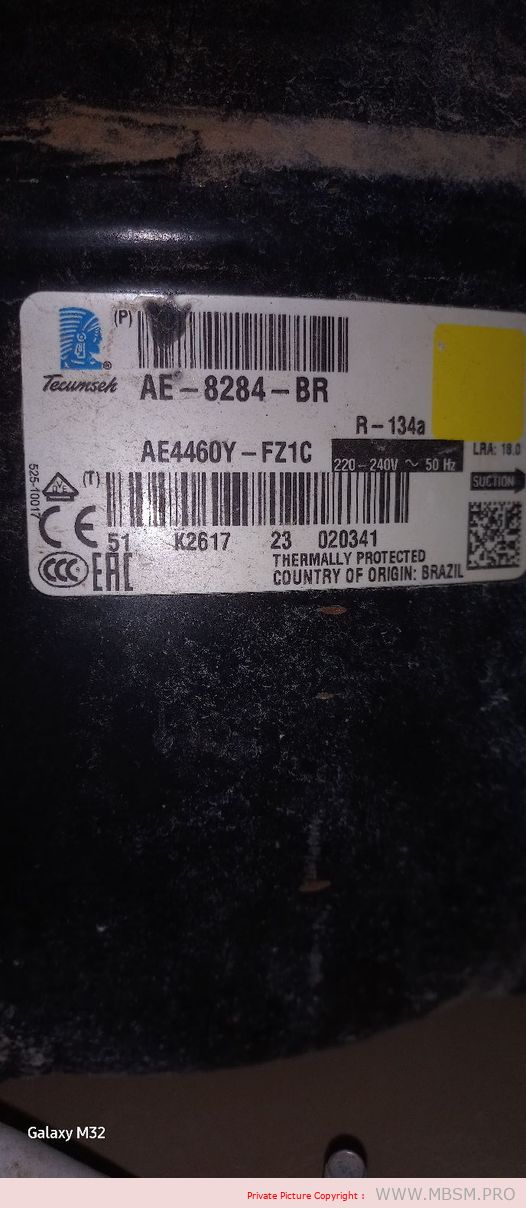 (P)
Tecumseh
AE-8284-BR
R-134a
AE4460Y-FZ1C
220-240V ~ 50 Hz
LRA: 18.0
SUCTION
(T)
525-10017
51 K2617 23 020341
THERMALLY PROTECTED
COUNTRY OF ORIGIN: BRAZIL
CE
CCC
EAC
Galaxy M32
Private Picture Copyright : WWW.MBSM.PRO